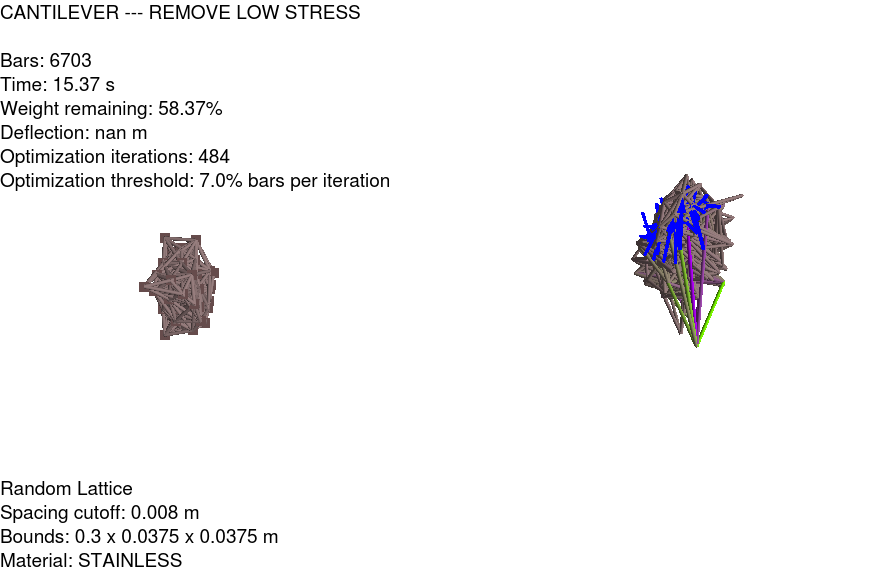 CANTILEVER --- REMOVE LOW STRESS
Bars: 6703
Time: 15.37 s
Weight remaining: 58.37%
Deflection: nan m
Optimization iterations: 484
Optimization threshold: 7.0% bars per iteration
Random Lattice
Spacing cutoff: 0.008 m
Bounds: 0.3 x 0.0375 x 0.0375 m
Material: STAINLESS